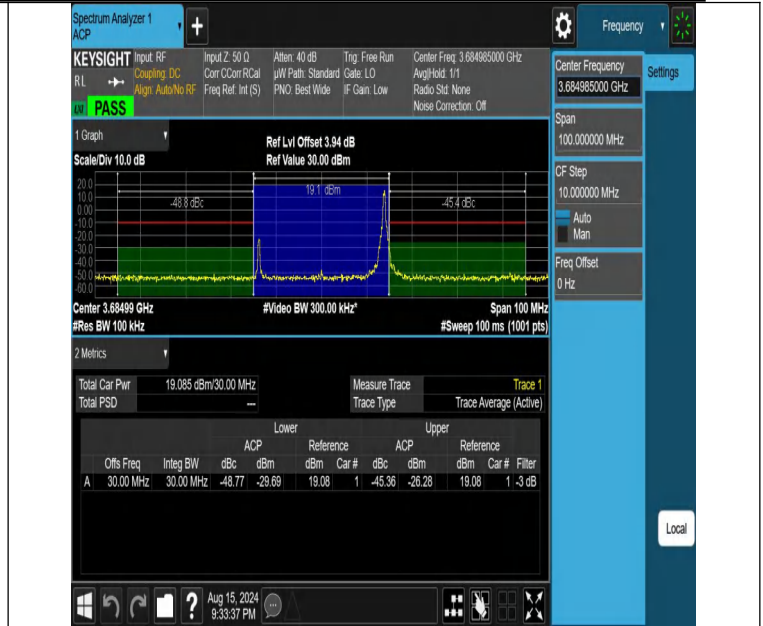 Spectrum Analyzer 1
ACP
Frequency
KEYSIGHT
RL
PASS
Input: RF
Coupling: DC
Align: Auto/No RF
Input Z: 50 Ω
Corr CCorr RCal
Freq Ref: Int (S)
Atten: 40 dB
µW Path: Standard
PNO: Best Wide
Trig: Free Run
Gate: LO
IF Gain: Low
Center Freq: 3.684985000 GHz
Avg|Hold: 1/1
Radio Std: None
Noise Correction: Off
Center Frequency
3.684985000 GHz
Settings
Span
100.000000 MHz
CF Step
10.000000 MHz
Auto
Man
Freq Offset
0 Hz
1 Graph
Scale/Div 10.0 dB
Ref Lvl Offset 3.94 dB
Ref Value 30.00 dBm
20.0
10.0
0.00
-10.0
-20.0
-30.0
-40.0
-50.0
-60.0
-48.8 dBc
19.1 dBm
-45.4 dBc
Center 3.68499 GHz
#Video BW 300.00 kHz*
Span 100 MHz
#Res BW 100 kHz
#Sweep 100 ms (1001 pts)
2 Metrics
Total Car Pwr 19.085 dBm/30.00 MHz
Total PSD ---
Measure Trace Trace 1
Trace Type Trace Average (Active)
Lower Upper
ACP Reference ACP Reference
Offs Freq Integ BW dBc dBm dBm Car # dBc dBm dBm Car # Filter
A 30.00 MHz 30.00 MHz -48.77 -29.69 19.08 1 -45.36 -26.28 19.08 1 -3 dB
Local
Aug 15, 2024
9:33:37 PM